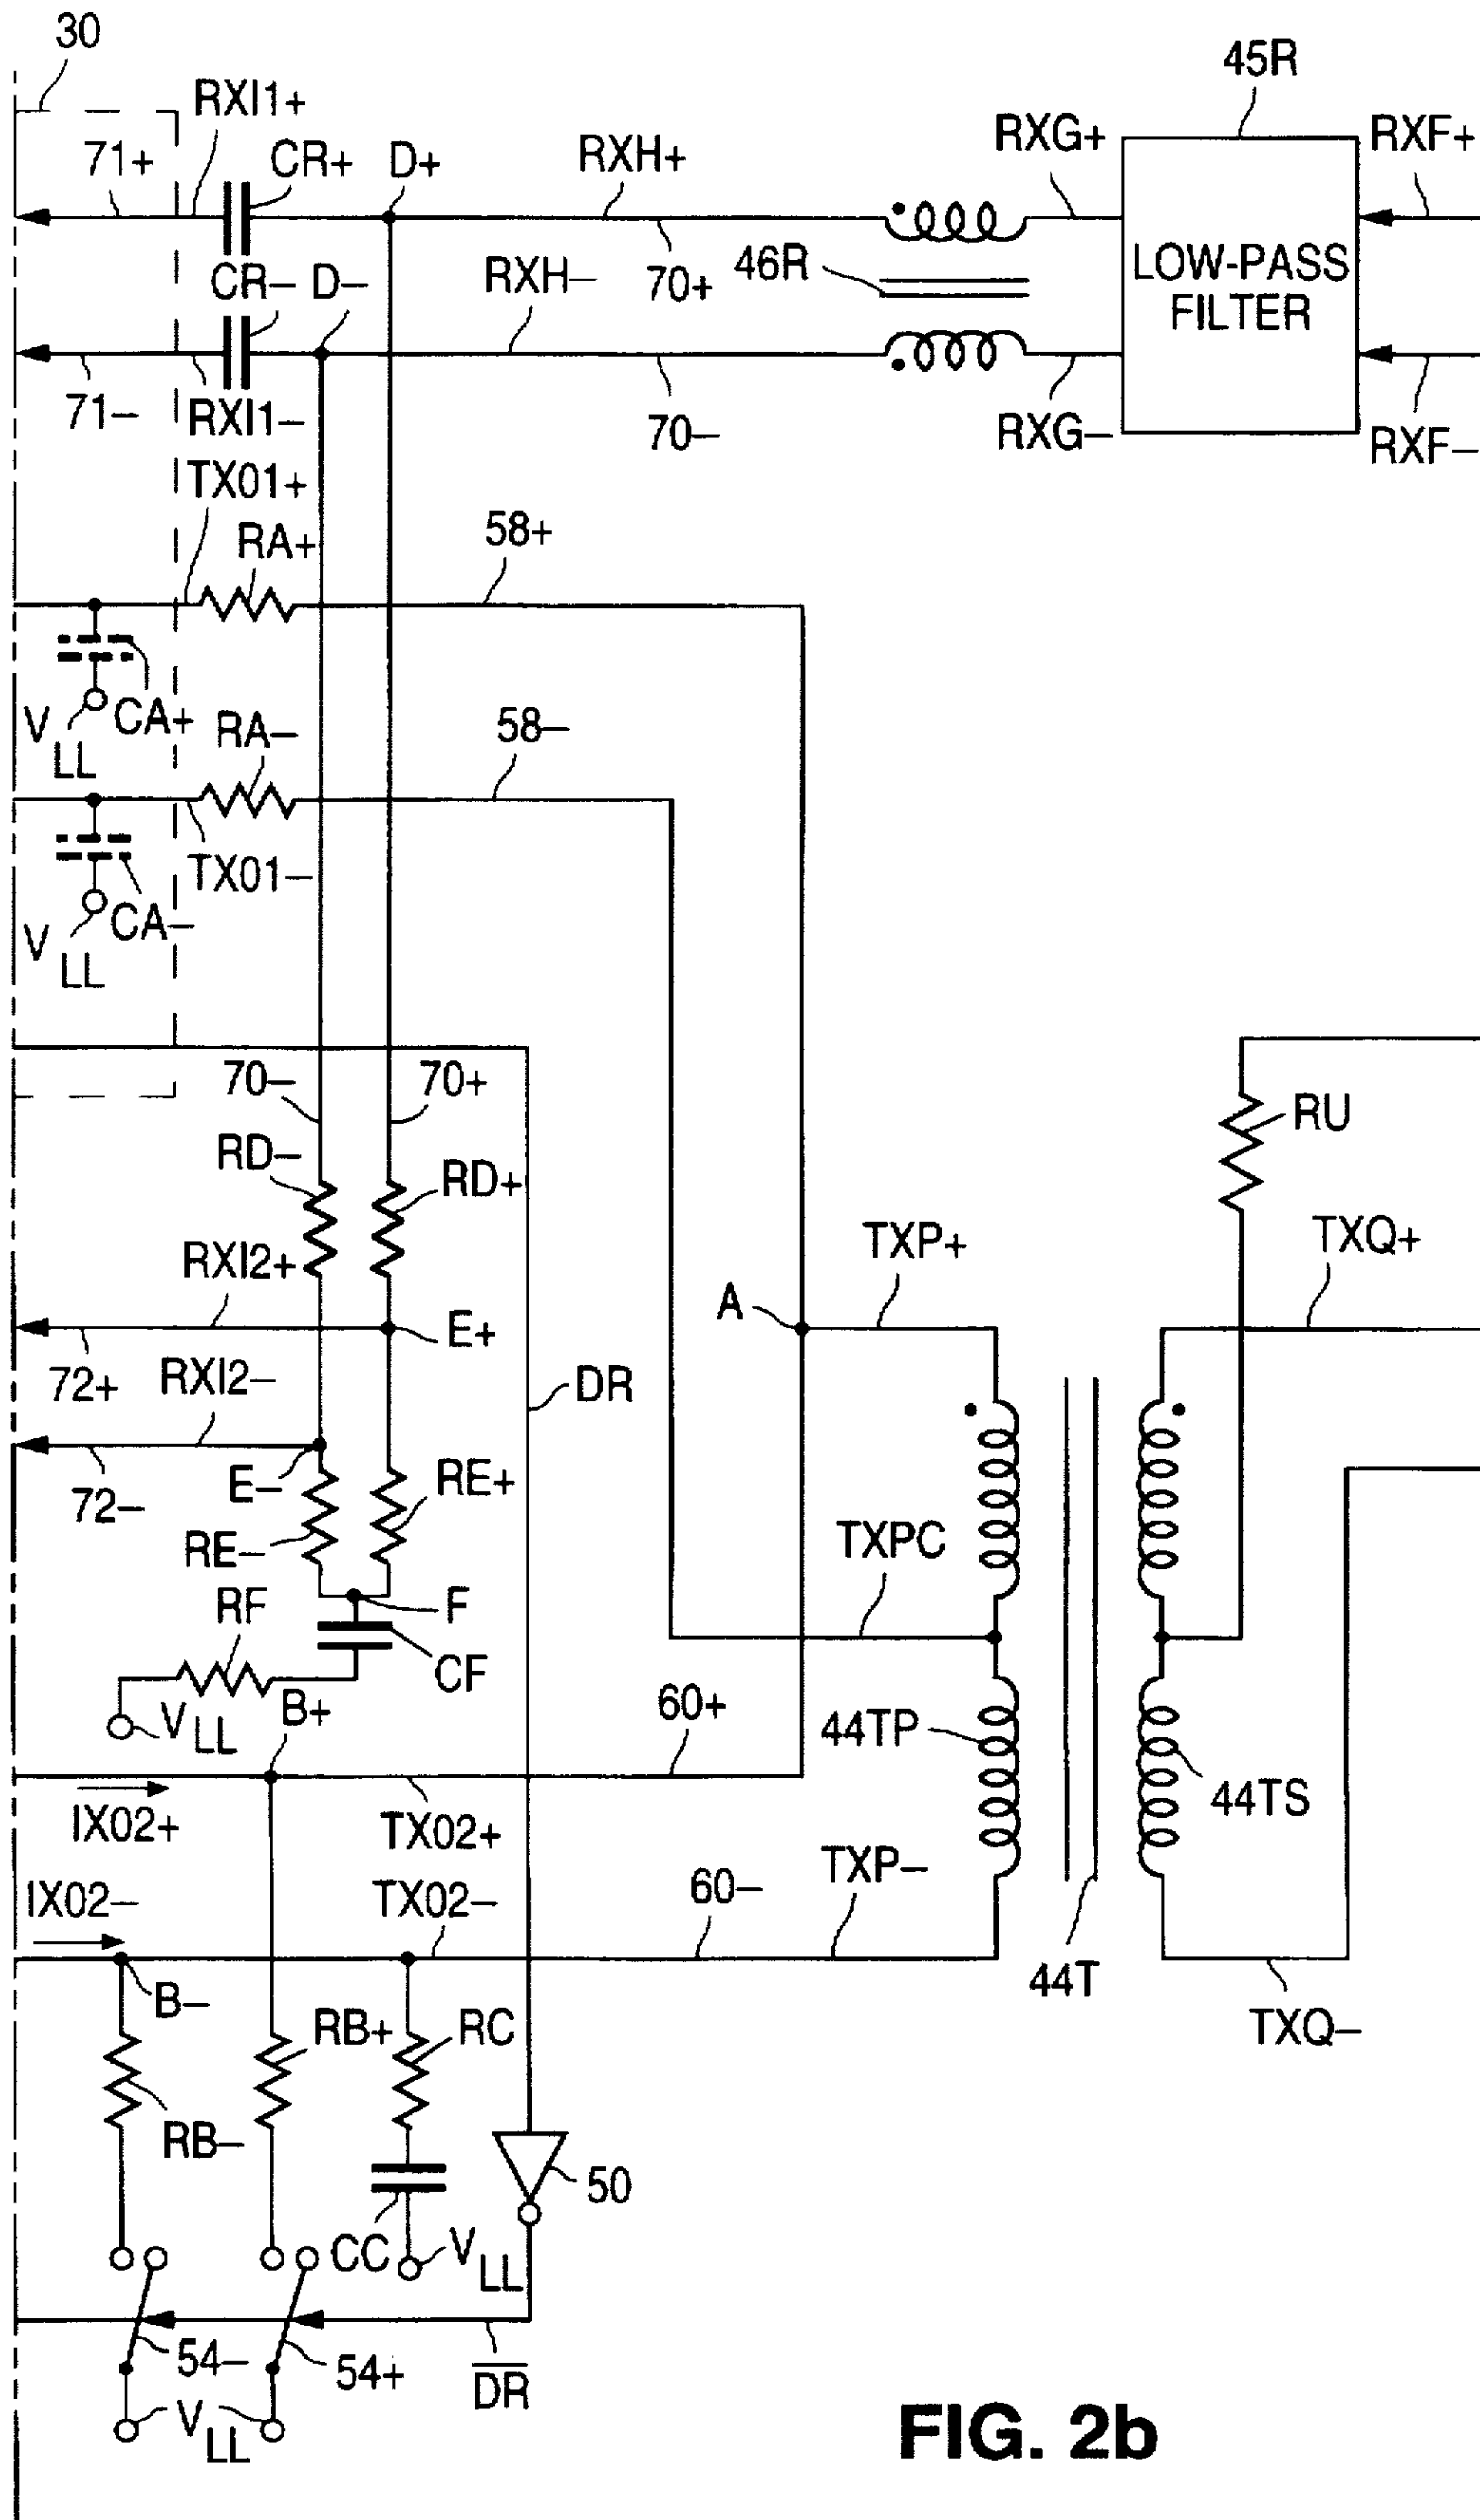 30
45R
RXI1+
RXG+
RXF+
71+
CR+
D+
RXH+
LOW-PASS
FILTER
CR–
D–
RXH–
70+
46R
71–
RXI1–
70–
RXG–
RXF–
TX01+
RA+
58+
V LL
CA+
RA–
58–
TX01–
V LL
CA–
70–
70+
RU
RD–
RD+
TXP+
TXQ+
RXI2+
A
E+
72+
RXI2–
DR
E–
RE+
72–
RE–
TXPC
RF
F
CF
V LL
B+
60+
44TP
44TS
IX02+
TX02+
TXP–
IX02–
TX02–
60–
44T
B–
RB+
RC
TXQ–
RB–
50
CC
V LL
54–
54+
D̅R̅
V LL
FIG. 2b